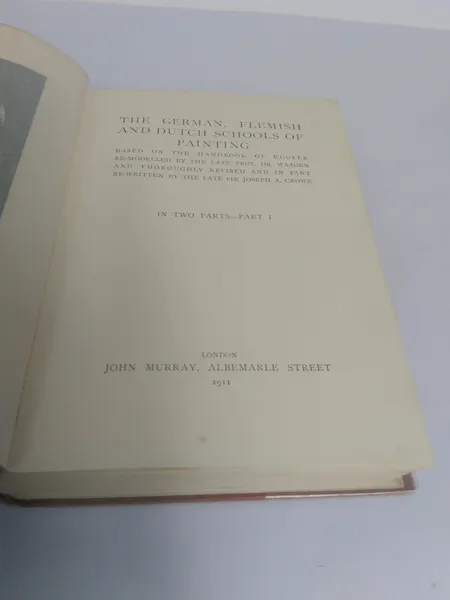 THE GERMAN, FLEMISH
AND DUTCH SCHOOLS OF
PAINTING
BASED ON THE HANDBOOK OF KUGLER
RE-MODELLED BY THE LATE PROF. DR. WAAGEN
AND THOROUGHLY REVISED AND IN PART
RE-WRITTEN BY THE LATE SIR JOSEPH A. CROWE
IN TWO PARTS—PART I
LONDON
JOHN MURRAY, ALBEMARLE STREET
1911